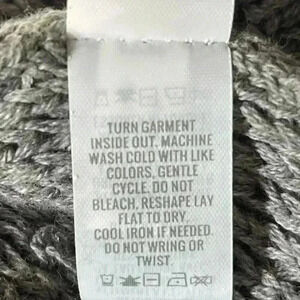 TURN GARMENT
INSIDE OUT. MACHINE
WASH COLD WITH LIKE
COLORS, GENTLE
CYCLE. DO NOT
BLEACH. RESHAPE LAY
FLAT TO DRY.
COOL IRON IF NEEDED.
DO NOT WRING OR
TWIST.